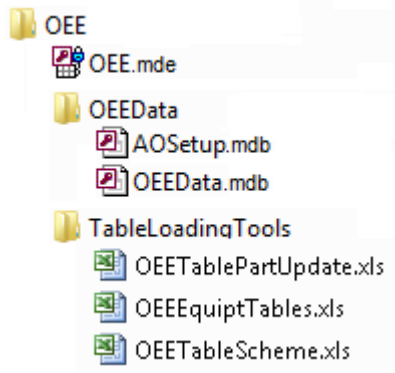 OEE
OEE.mde
OEEData
AOSetup.mdb
OEEData.mdb
TableLoadingTools
OEETablePartUpdate.xls
OEEEquiptTables.xls
OEETableScheme.xls